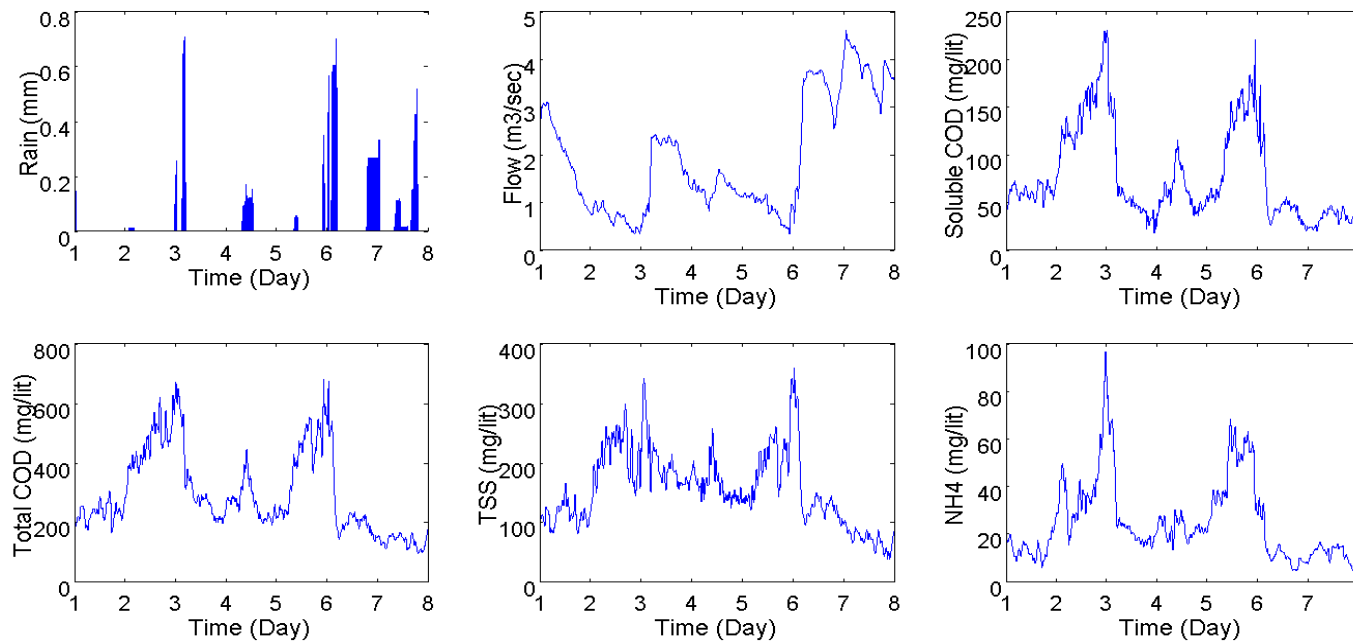 0.8
0.6
0.4
0.2
0
Rain (mm)
1 2 3 4 5 6 7 8
Time (Day)
5
4
3
2
1
0
Flow (m3/sec)
1 2 3 4 5 6 7 8
Time (Day)
250
200
150
100
50
0
Soluble COD (mg/lit)
1 2 3 4 5 6 7
Time (Day)
800
600
400
200
0
Total COD (mg/lit)
1 2 3 4 5 6 7 8
Time (Day)
400
300
200
100
0
TSS (mg/lit)
1 2 3 4 5 6 7 8
Time (Day)
100
80
60
40
20
0
NH4 (mg/lit)
1 2 3 4 5 6 7
Time (Day)